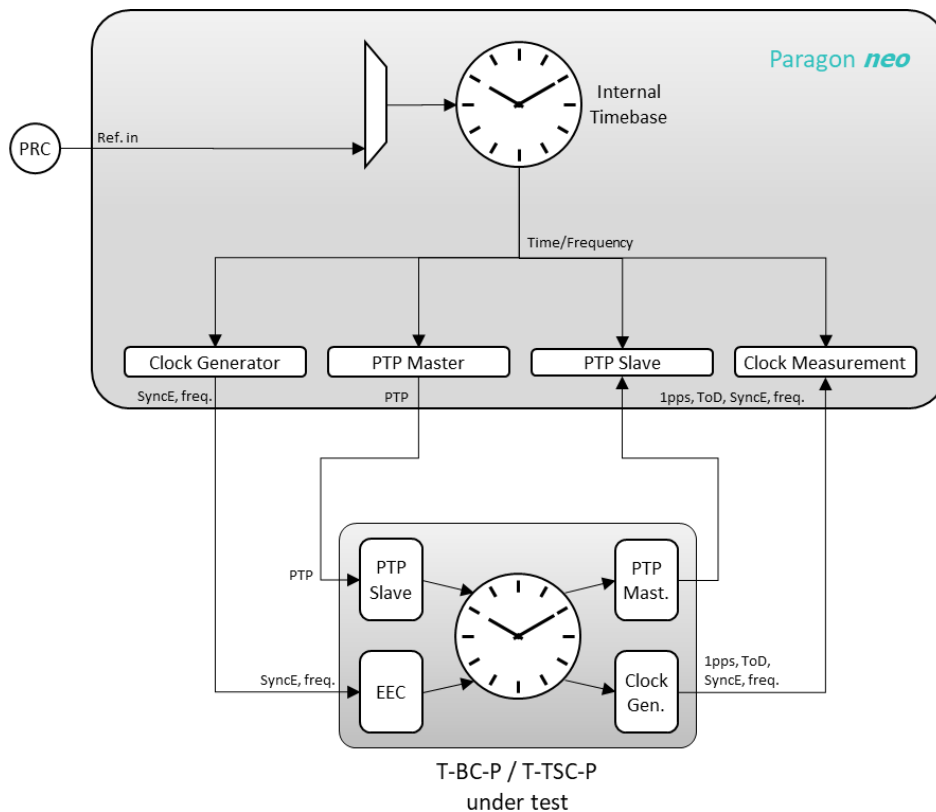 Paragon neo
Internal
Timebase
PRC
Ref. in
Time/Frequency
Clock Generator
PTP Master
PTP Slave
Clock Measurement
SyncE, freq.
PTP
1pps, ToD, SyncE, freq.
PTP
PTP
Slave
PTP
Mast.
SyncE, freq.
EEC
Clock
Gen.
1pps, ToD,
SyncE, freq.
T-BC-P / T-TSC-P
under test